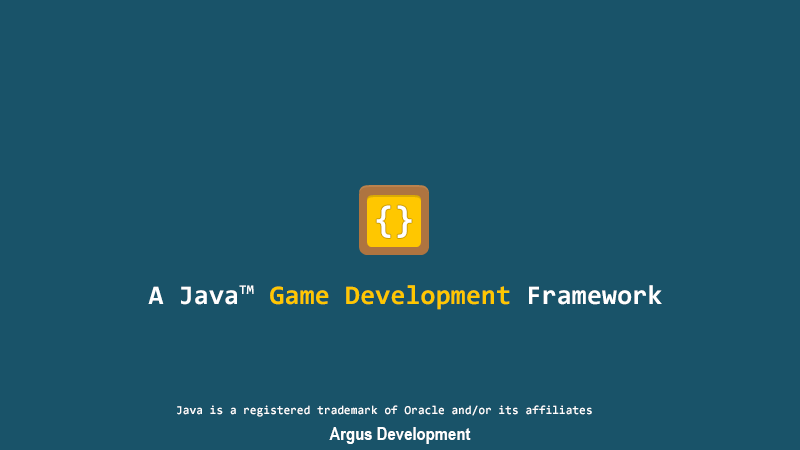 {}
A Java™ Game Development Framework
Java is a registered trademark of Oracle and/or its affiliates
Argus Development